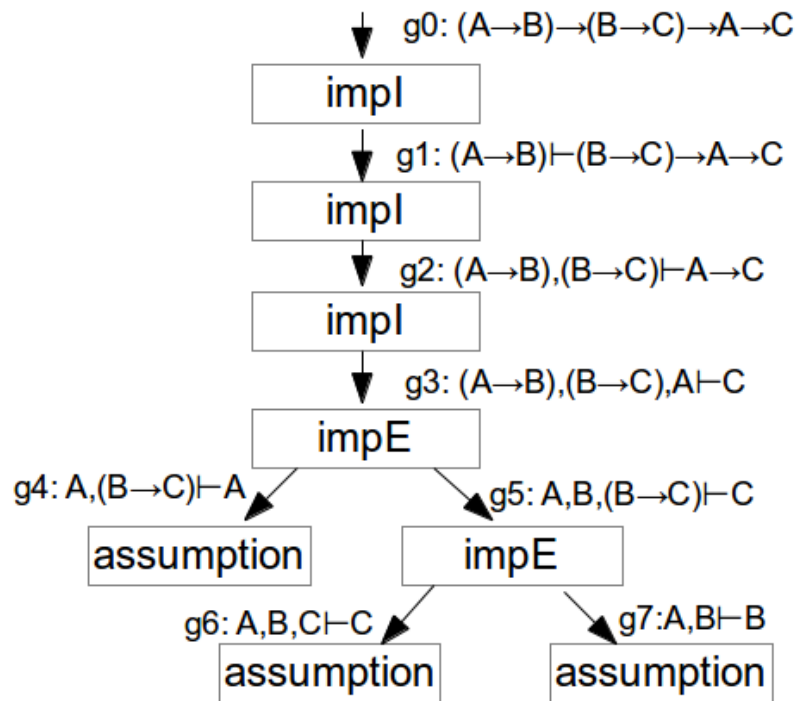 g0: (A→B)→(B→C)→A→C
impI
g1: (A→B)⊢(B→C)→A→C
impI
g2: (A→B),(B→C)⊢A→C
impI
g3: (A→B),(B→C),A⊢C
impE
g4: A,(B→C)⊢A
g5: A,B,(B→C)⊢C
assumption
impE
g6: A,B,C⊢C
g7:A,B⊢B
assumption
assumption